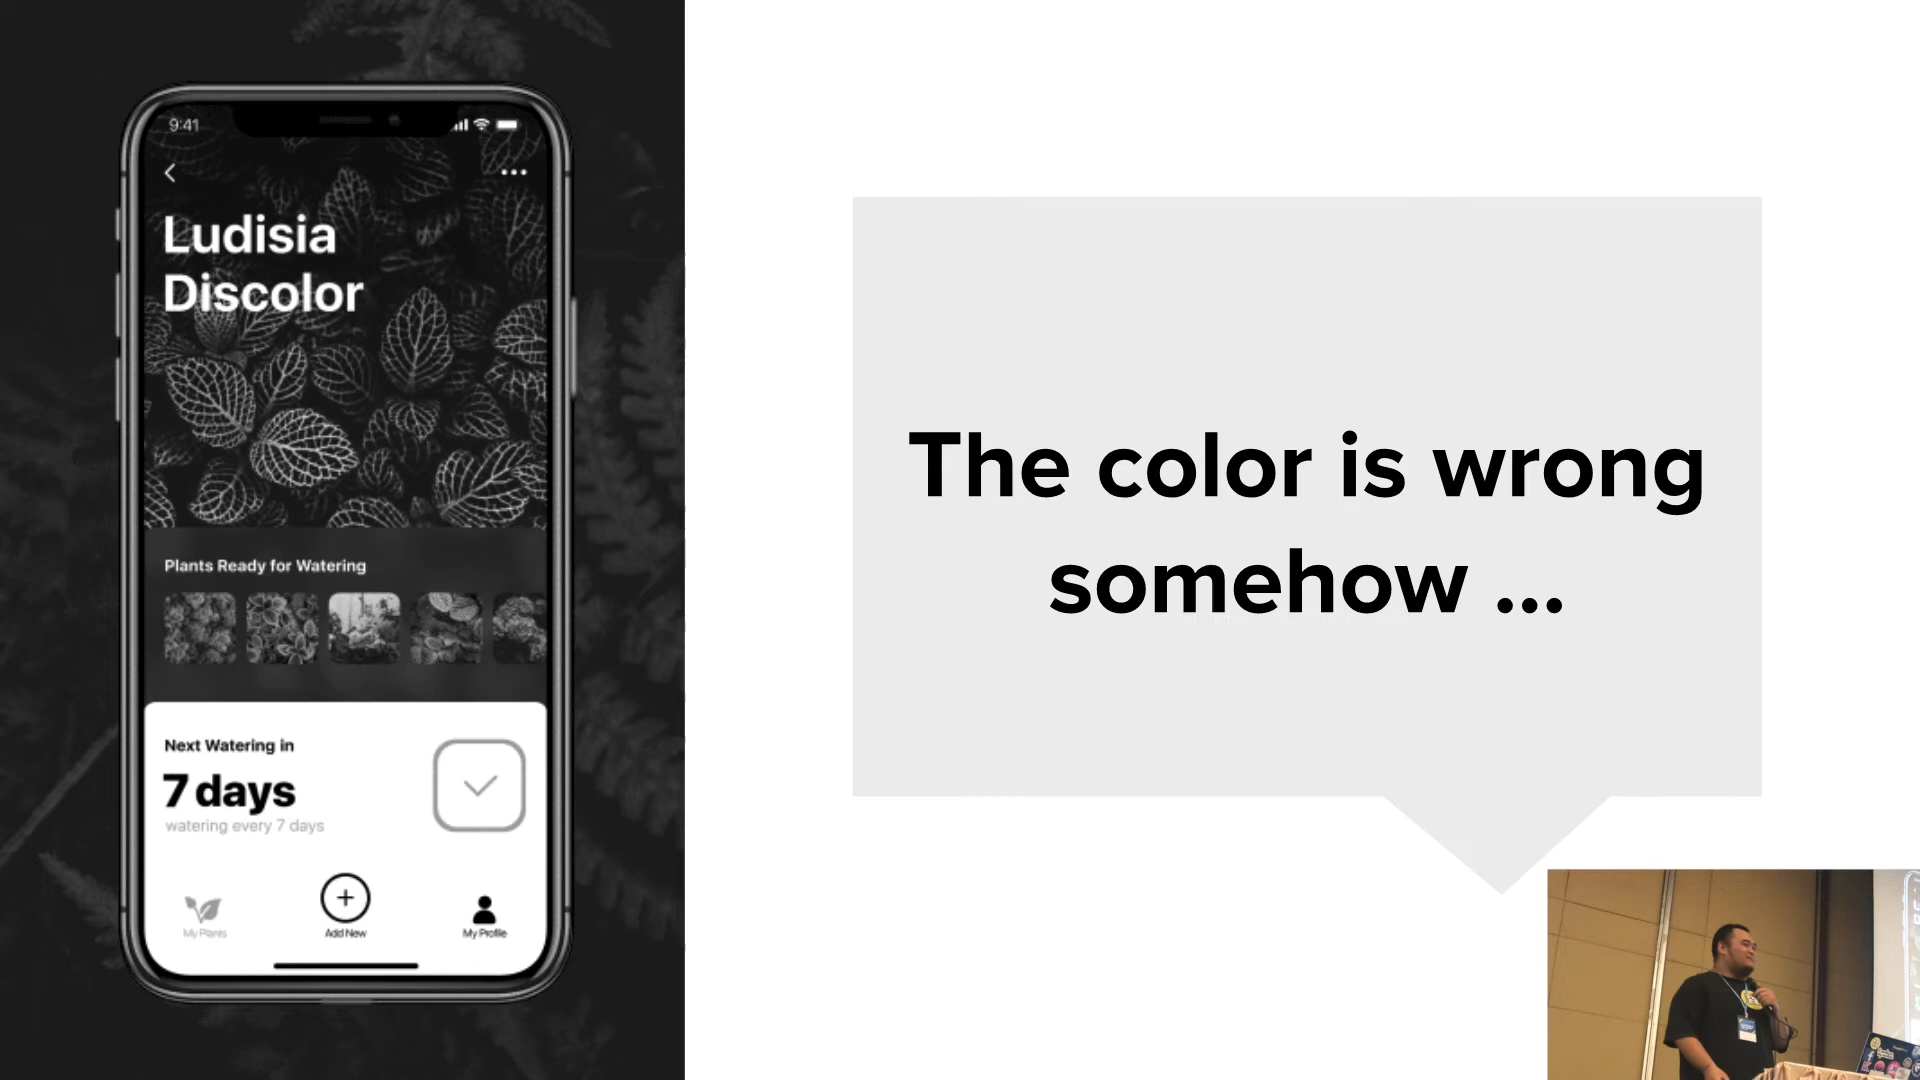 9:41
Ludisia
Discolor
Plants Ready for Watering
Next Watering in
7 days
watering every 7 days
My Plants
Add New
My Profile
The color is wrong
somehow ...